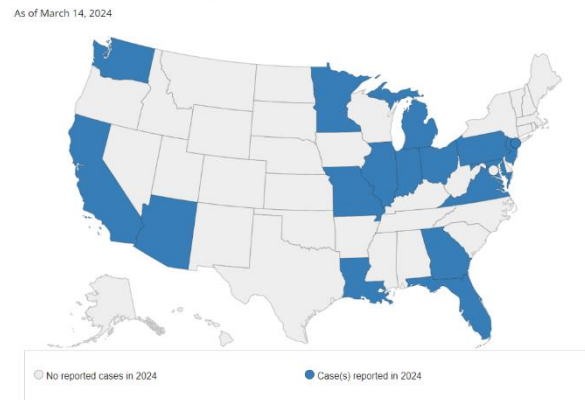 As of March 14, 2024
No reported cases in 2024
Case(s) reported in 2024